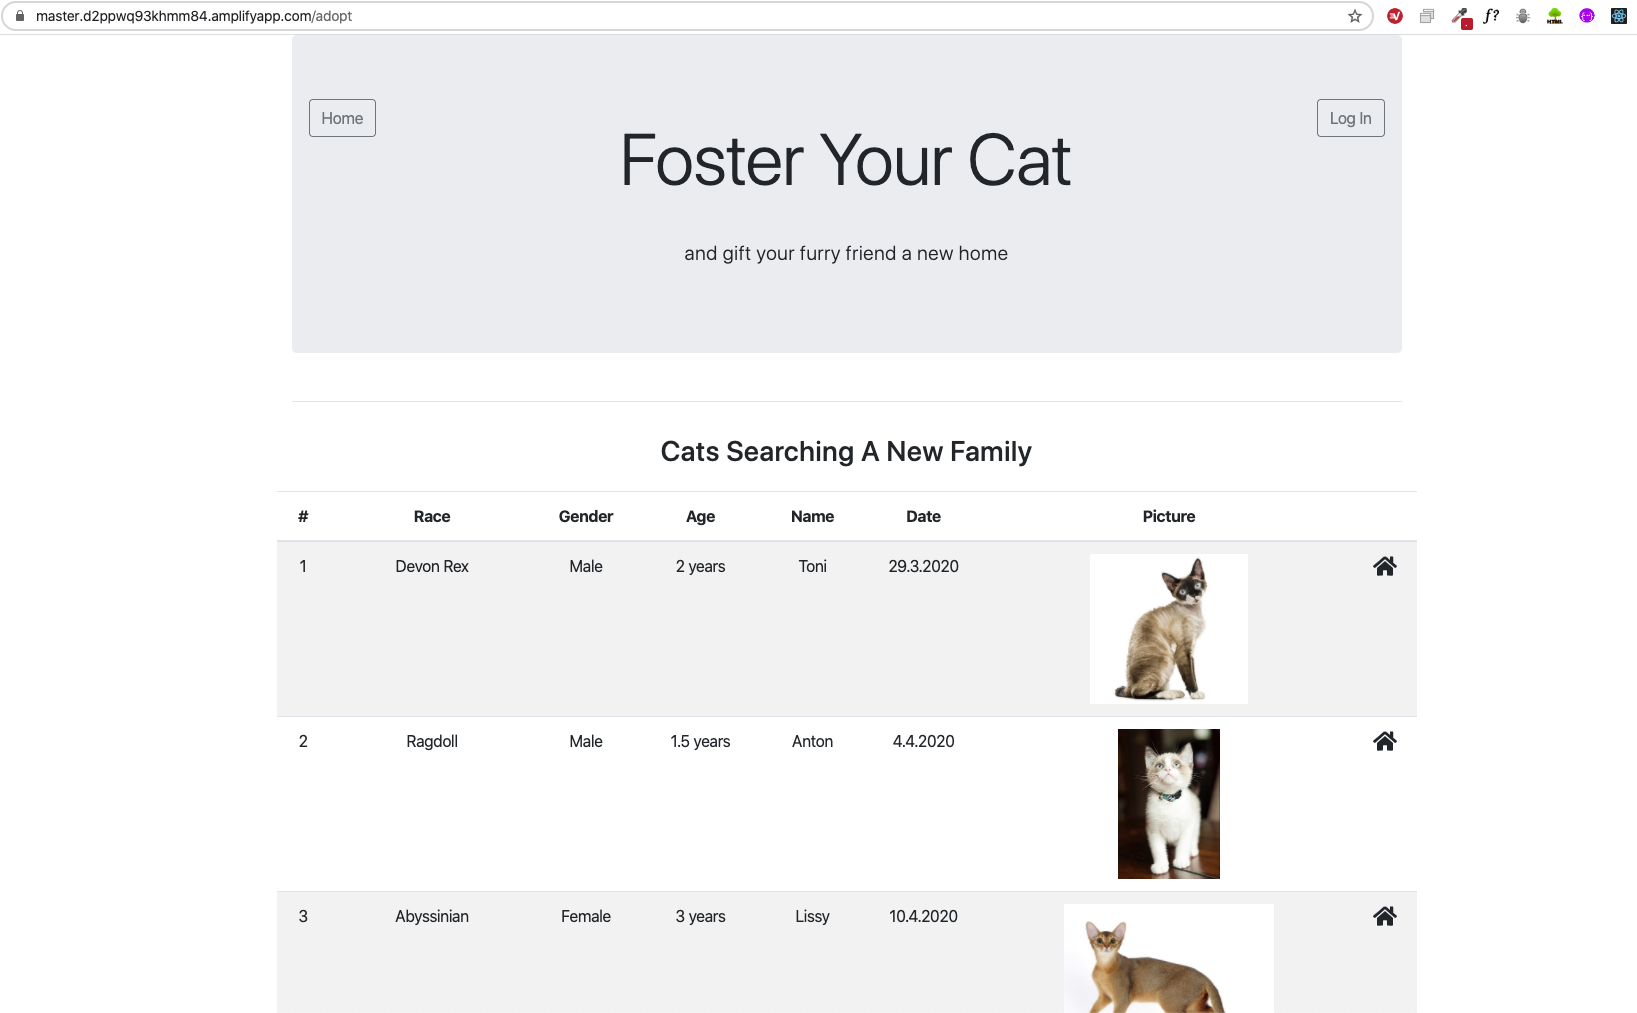 master.d2ppwq93khmm84.amplifyapp.com/adopt
f?
HTML
Home
Log In
Foster Your Cat
and gift your furry friend a new home
Cats Searching A New Family
# Race Gender Age Name Date Picture
1 Devon Rex Male 2 years Toni 29.3.2020
2 Ragdoll Male 1.5 years Anton 4.4.2020
3 Abyssinian Female 3 years Lissy 10.4.2020